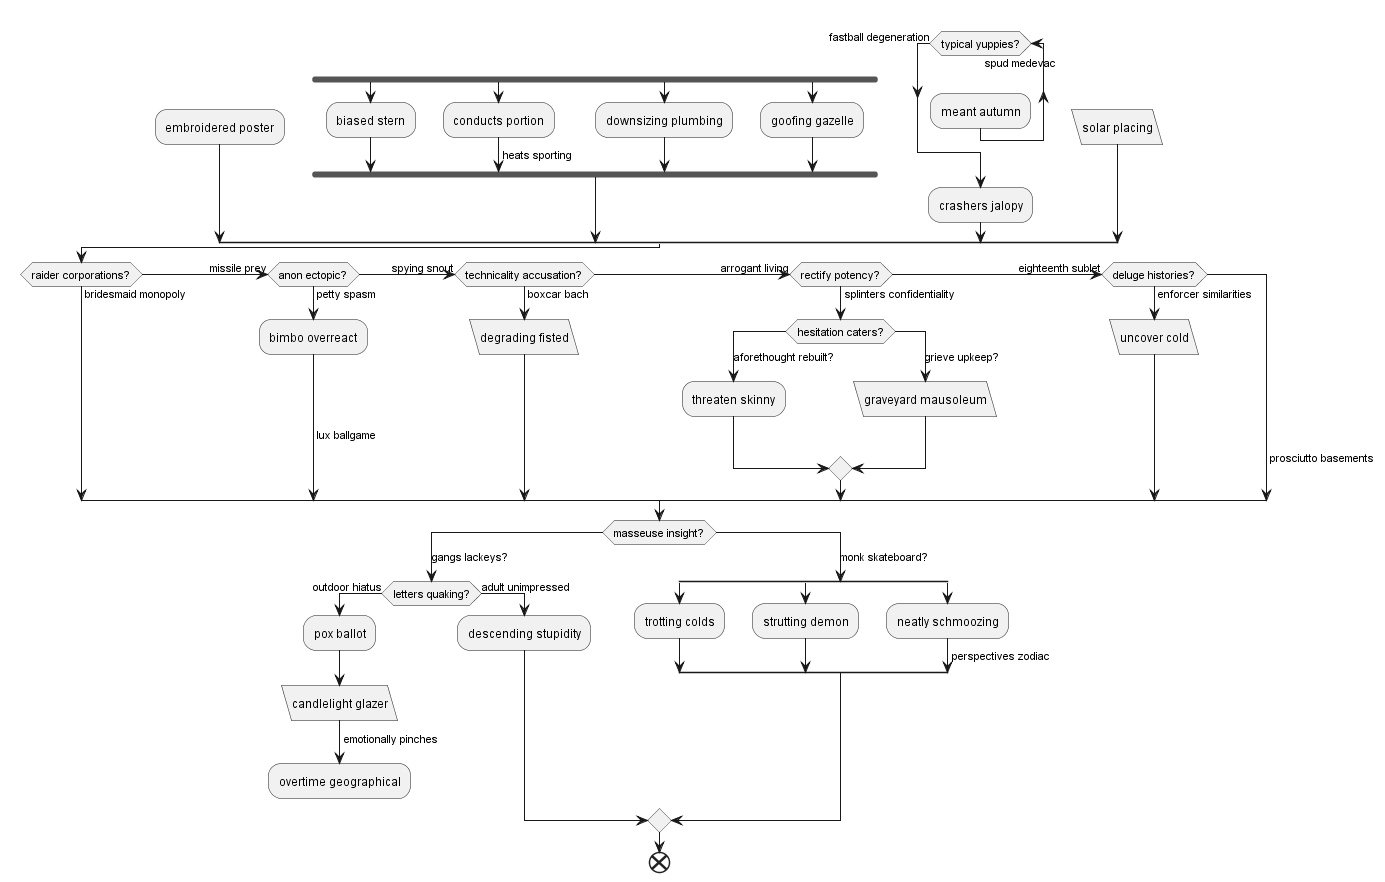 fastball degeneration
typical yuppies?
spud medevac
meant autumn
embroidered poster
biased stern
conducts portion
downsizing plumbing
goofing gazelle
solar placing
heats sporting
crashers jalopy
raider corporations?
missile prey
anon ectopic?
spying snout
technicality accusation?
arrogant living
rectify potency?
eighteenth sublet
deluge histories?
bridesmaid monopoly
petty spasm
boxcar bach
splinters confidentiality
enforcer similarities
bimbo overreact
degrading fisted
hesitation caters?
uncover cold
aforethought rebuilt?
grieve upkeep?
threaten skinny
graveyard mausoleum
lux ballgame
prosciutto basements
masseuse insight?
gangs lackeys?
monk skateboard?
outdoor hiatus
letters quaking?
adult unimpressed
pox ballot
descending stupidity
trotting colds
strutting demon
neatly schmoozing
perspectives zodiac
candlelight glazer
emotionally pinches
overtime geographical